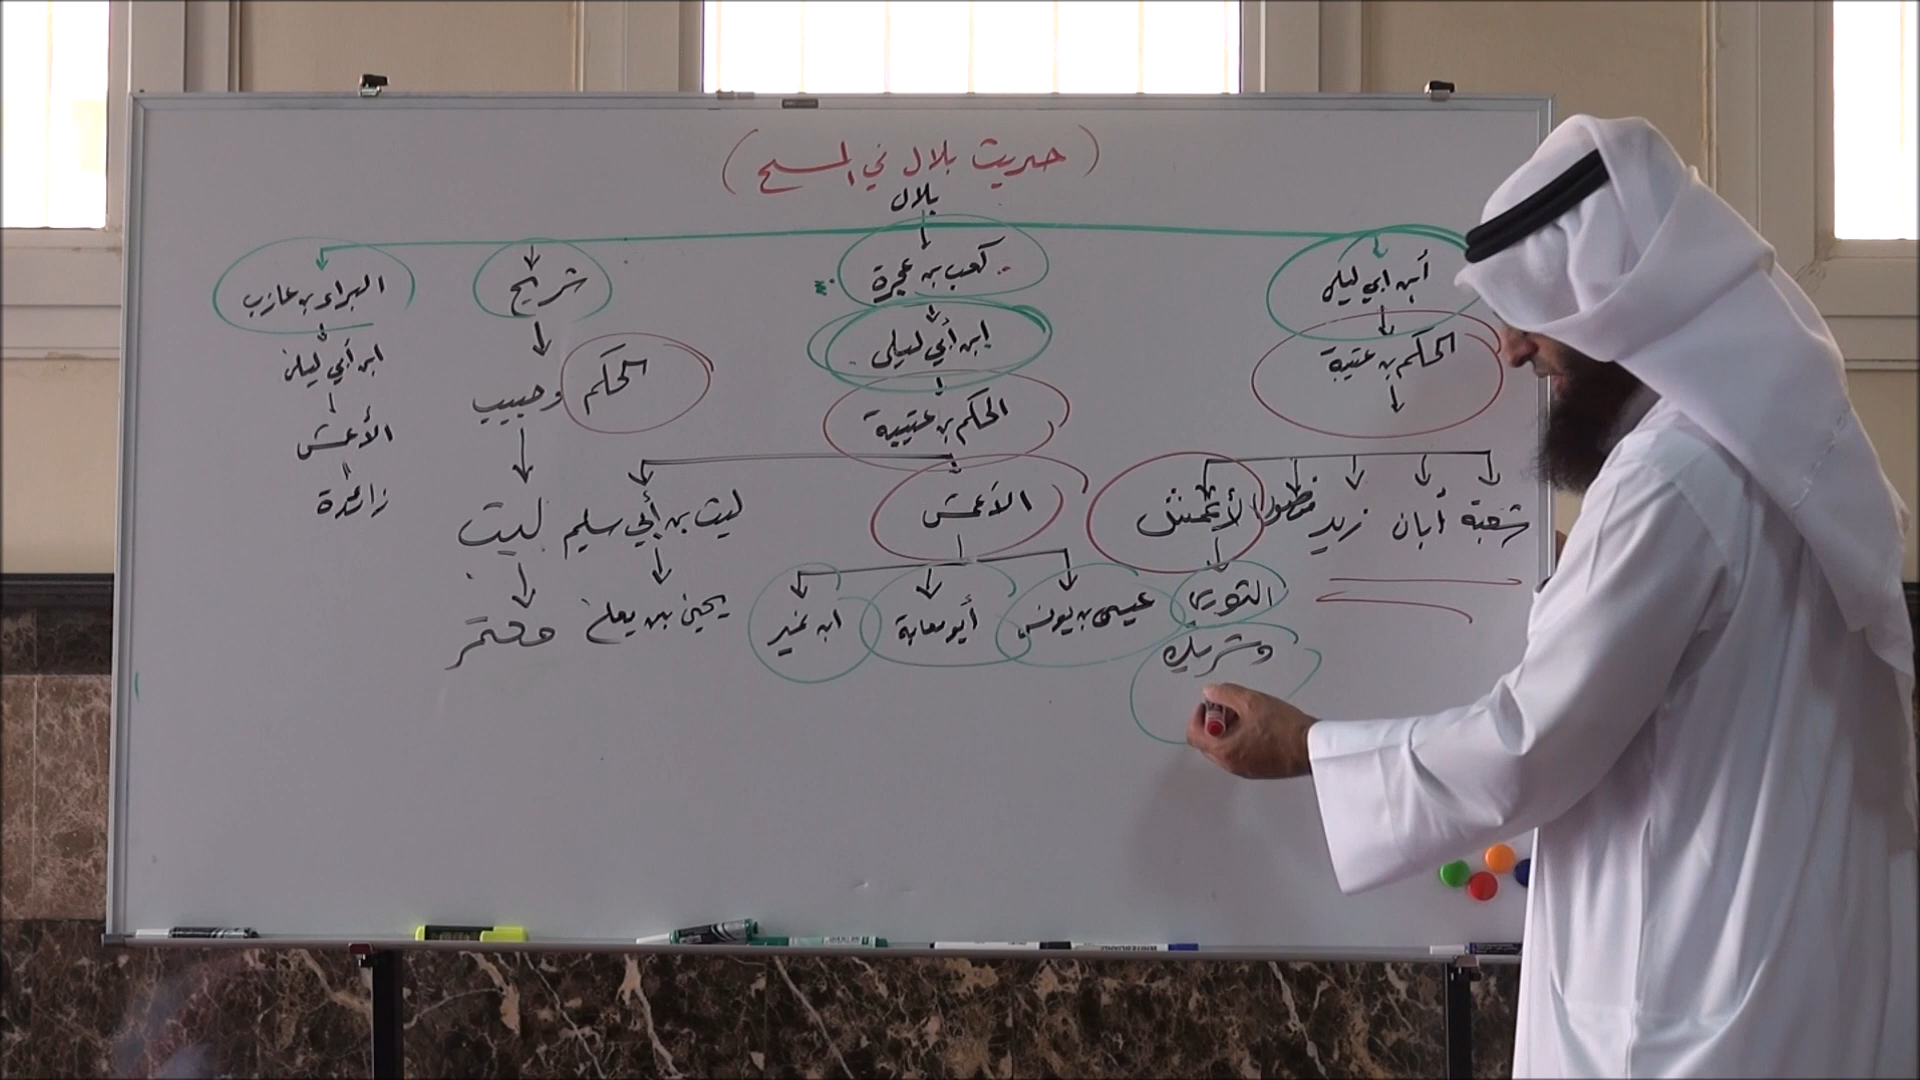 (حديث بلال في المسح)
بلال
ابن أبي ليلى
كعب بن عجرة
شريح
البراء بن عازب
الحكم بن عتيبة
ابن أبي ليلى
الحكم وحبيب
ابن أبي ليلى
الحكم بن عتيبة
الأعمش
شعبة أبان زيد منصور الأعمش
الأعمش
ليث بن أبي سليم
ليث
زائدة
الثوري
وشريك
عيسى بن يونس
أبو معاوية
ابن نمير
يحيى بن يعلى
معتمر